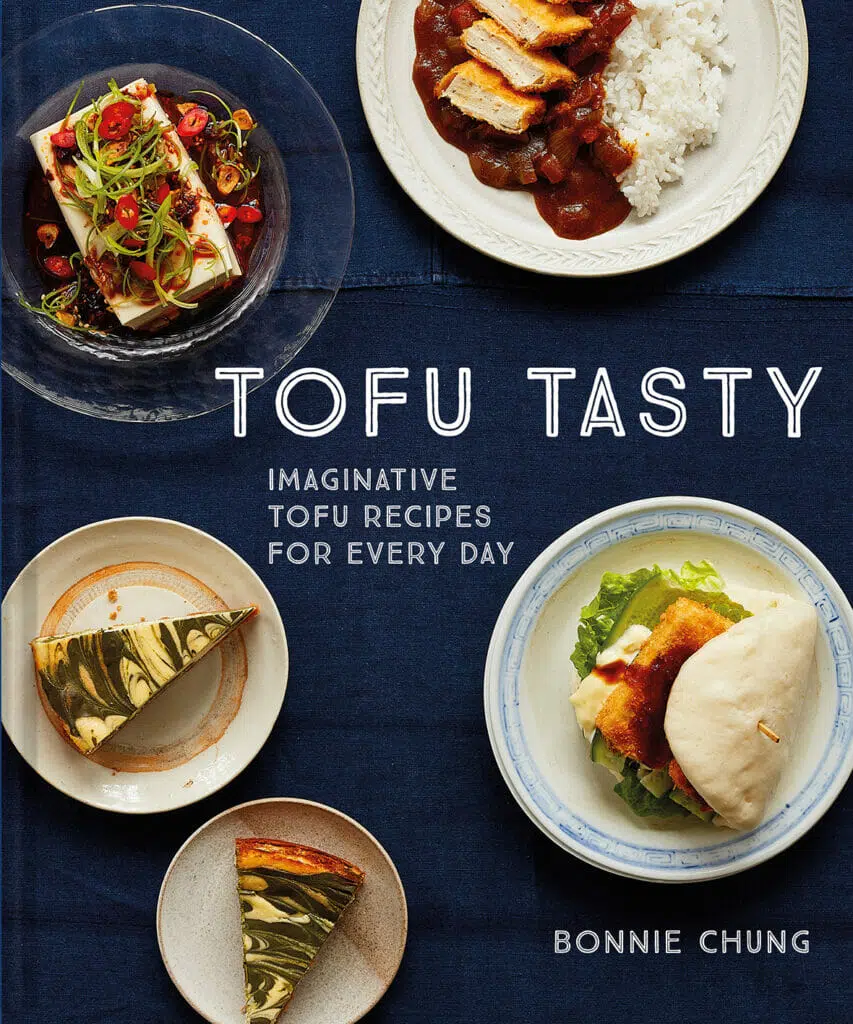 TOFU TASTY
IMAGINATIVE
TOFU RECIPES
FOR EVERY DAY
BONNIE CHUNG